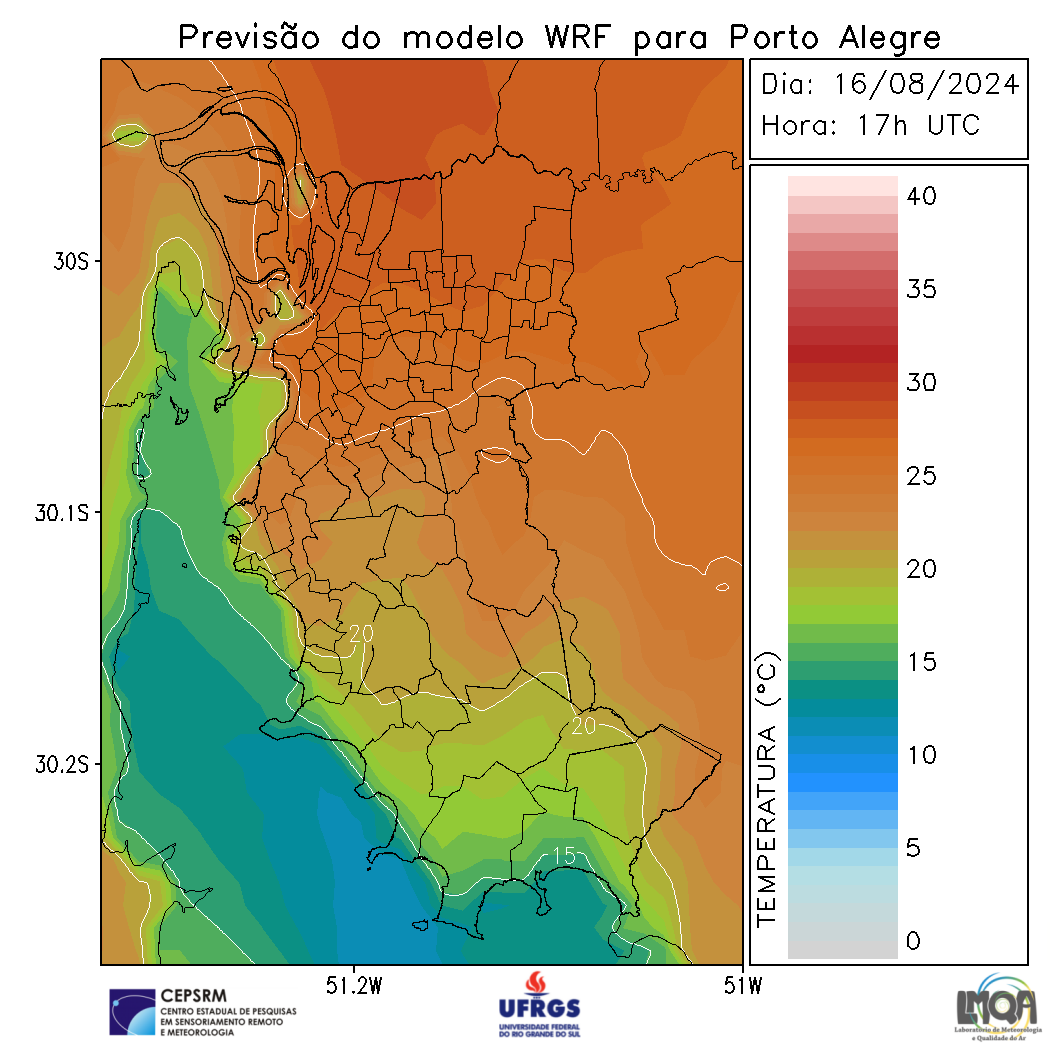 Previsão do modelo WRF para Porto Alegre
Dia: 16/08/2024
Hora: 17h UTC
40
35
30
25
20
15
10
5
0
TEMPERATURA (°C)
30S
30.1S
30.2S
20
20
15
51.2W
51W
CEPSRM
CENTRO ESTADUAL DE PESQUISAS
EM SENSORIAMENTO REMOTO
E METEOROLOGIA
UFRGS
UNIVERSIDADE FEDERAL
DO RIO GRANDE DO SUL
LMQA
Laboratório de Meteorologia
e Qualidade do Ar